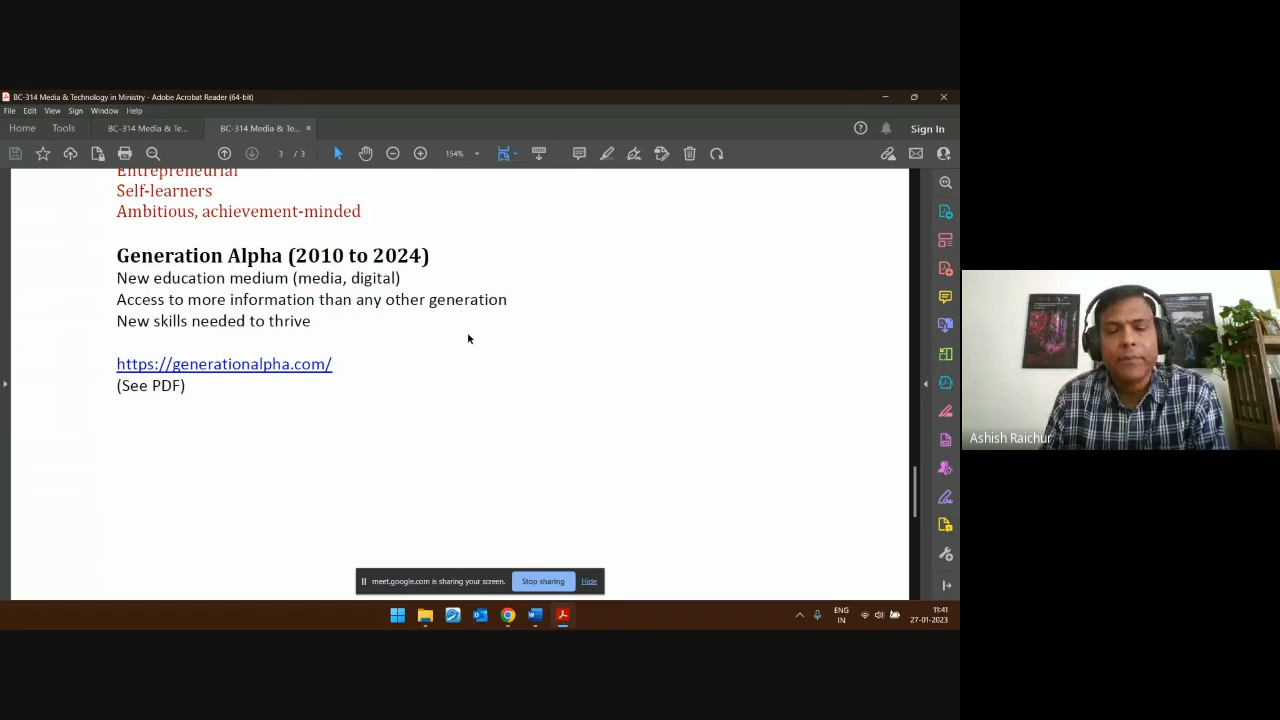 BC-314 Media & Technology in Ministry - Adobe Acrobat Reader (64-bit)
File Edit View Sign Window Help
Home Tools BC-314 Media & Te... BC-314 Media & Te... × Sign In
3 / 3 154%
Entrepreneurial
Self-learners
Ambitious, achievement-minded
Generation Alpha (2010 to 2024)
New education medium (media, digital)
Access to more information than any other generation
New skills needed to thrive
https://generationalpha.com/
(See PDF)
Ashish Raichur
meet.google.com is sharing your screen. Stop sharing Hide
ENG
IN
11:41
27-01-2023